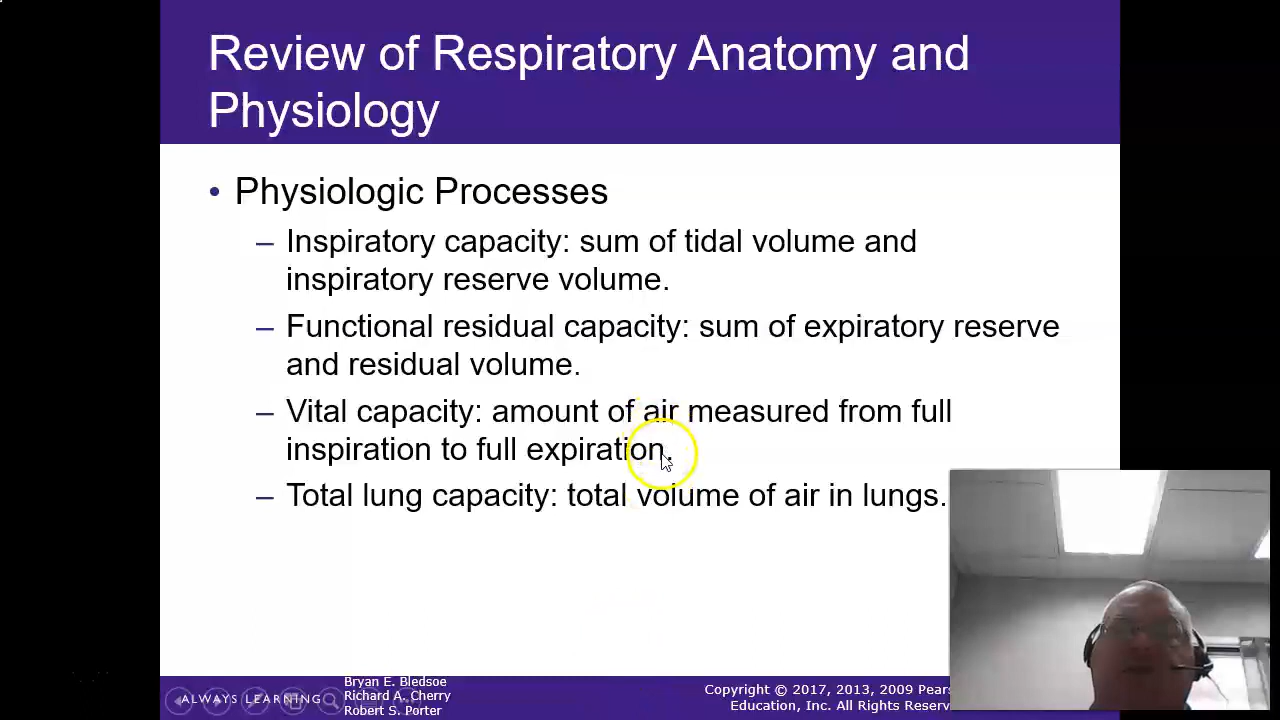 Review of Respiratory Anatomy and
Physiology
• Physiologic Processes
– Inspiratory capacity: sum of tidal volume and
inspiratory reserve volume.
– Functional residual capacity: sum of expiratory reserve
and residual volume.
– Vital capacity: amount of air measured from full
inspiration to full expiration.
– Total lung capacity: total volume of air in lungs.
ALWAYS LEARNING
Bryan E. Bledsoe
Richard A. Cherry
Robert S. Porter
Copyright © 2017, 2013, 2009
Education, Inc. All Rights